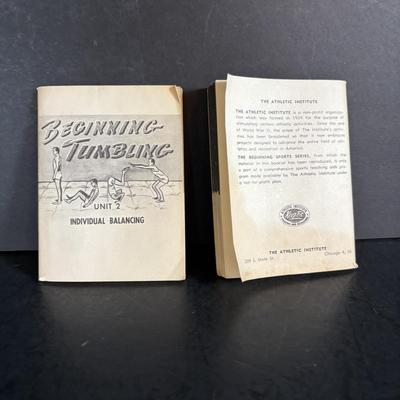 BEGINNING
TUMBLING
UNIT 2
INDIVIDUAL BALANCING
THE ATHLETIC INSTITUTE
THE ATHLETIC INSTITUTE is a non-profit organiza-
tion which was formed in 1934 for the purpose of
stimulating various athletic activities. Since the end
of World War II, the scope of The Institute's activi-
ties has been broadened so that it now embraces
projects designed to advance the entire field of ath-
letics and recreation in America.
THE BEGINNING SPORTS SERIES, from which the
material in this booklet has been reproduced, is only
a part of a comprehensive sports teaching aids pro-
gram made available by The Athletic Institute under a
not-for-profit plan.
THE ATHLETIC INSTITUTE
209 S. State St.
Chicago 4, Ill.